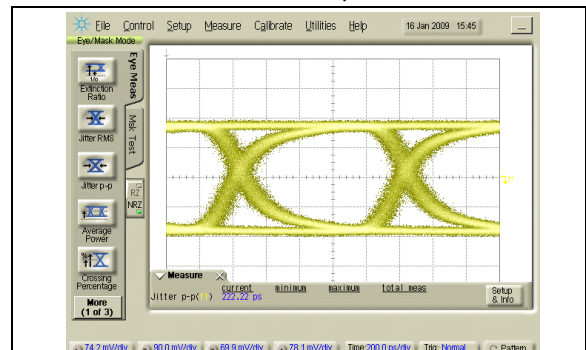 File Control Setup Measure Calibrate Utilities Help 16 Jan 2009 15:45
Eye/Mask Mode
Extinction
Ratio
Jitter RMS
Jitter p-p
Average
Power
Crossing
Percentage
More
(1 of 3)
Eye Meas
Msk Test
RZ
NRZ
Measure
current minimum maximum total meas
Jitter p-p( ) 222.22 ps
Setup
& Info
74.2 mV/div 90.0 mV/div 69.9 mV/div 78.1 mV/div Time:200.0 ps/div Trig: Normal Pattern